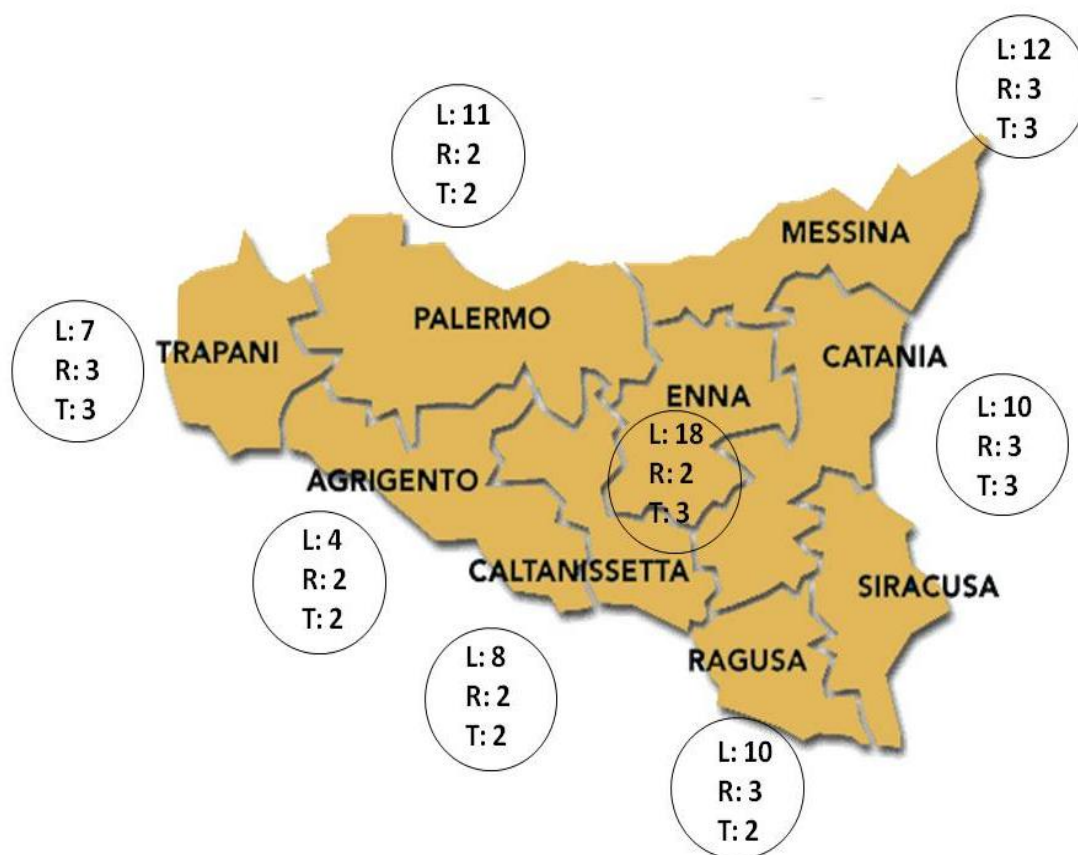 L: 12
R: 3
T: 3
L: 11
R: 2
T: 2
MESSINA
PALERMO
L: 7
R: 3
T: 3
TRAPANI
CATANIA
ENNA
L: 18
R: 2
T: 3
L: 10
R: 3
T: 3
AGRIGENTO
L: 4
R: 2
T: 2
CALTANISSETTA
SIRACUSA
L: 8
R: 2
T: 2
RAGUSA
L: 10
R: 3
T: 2